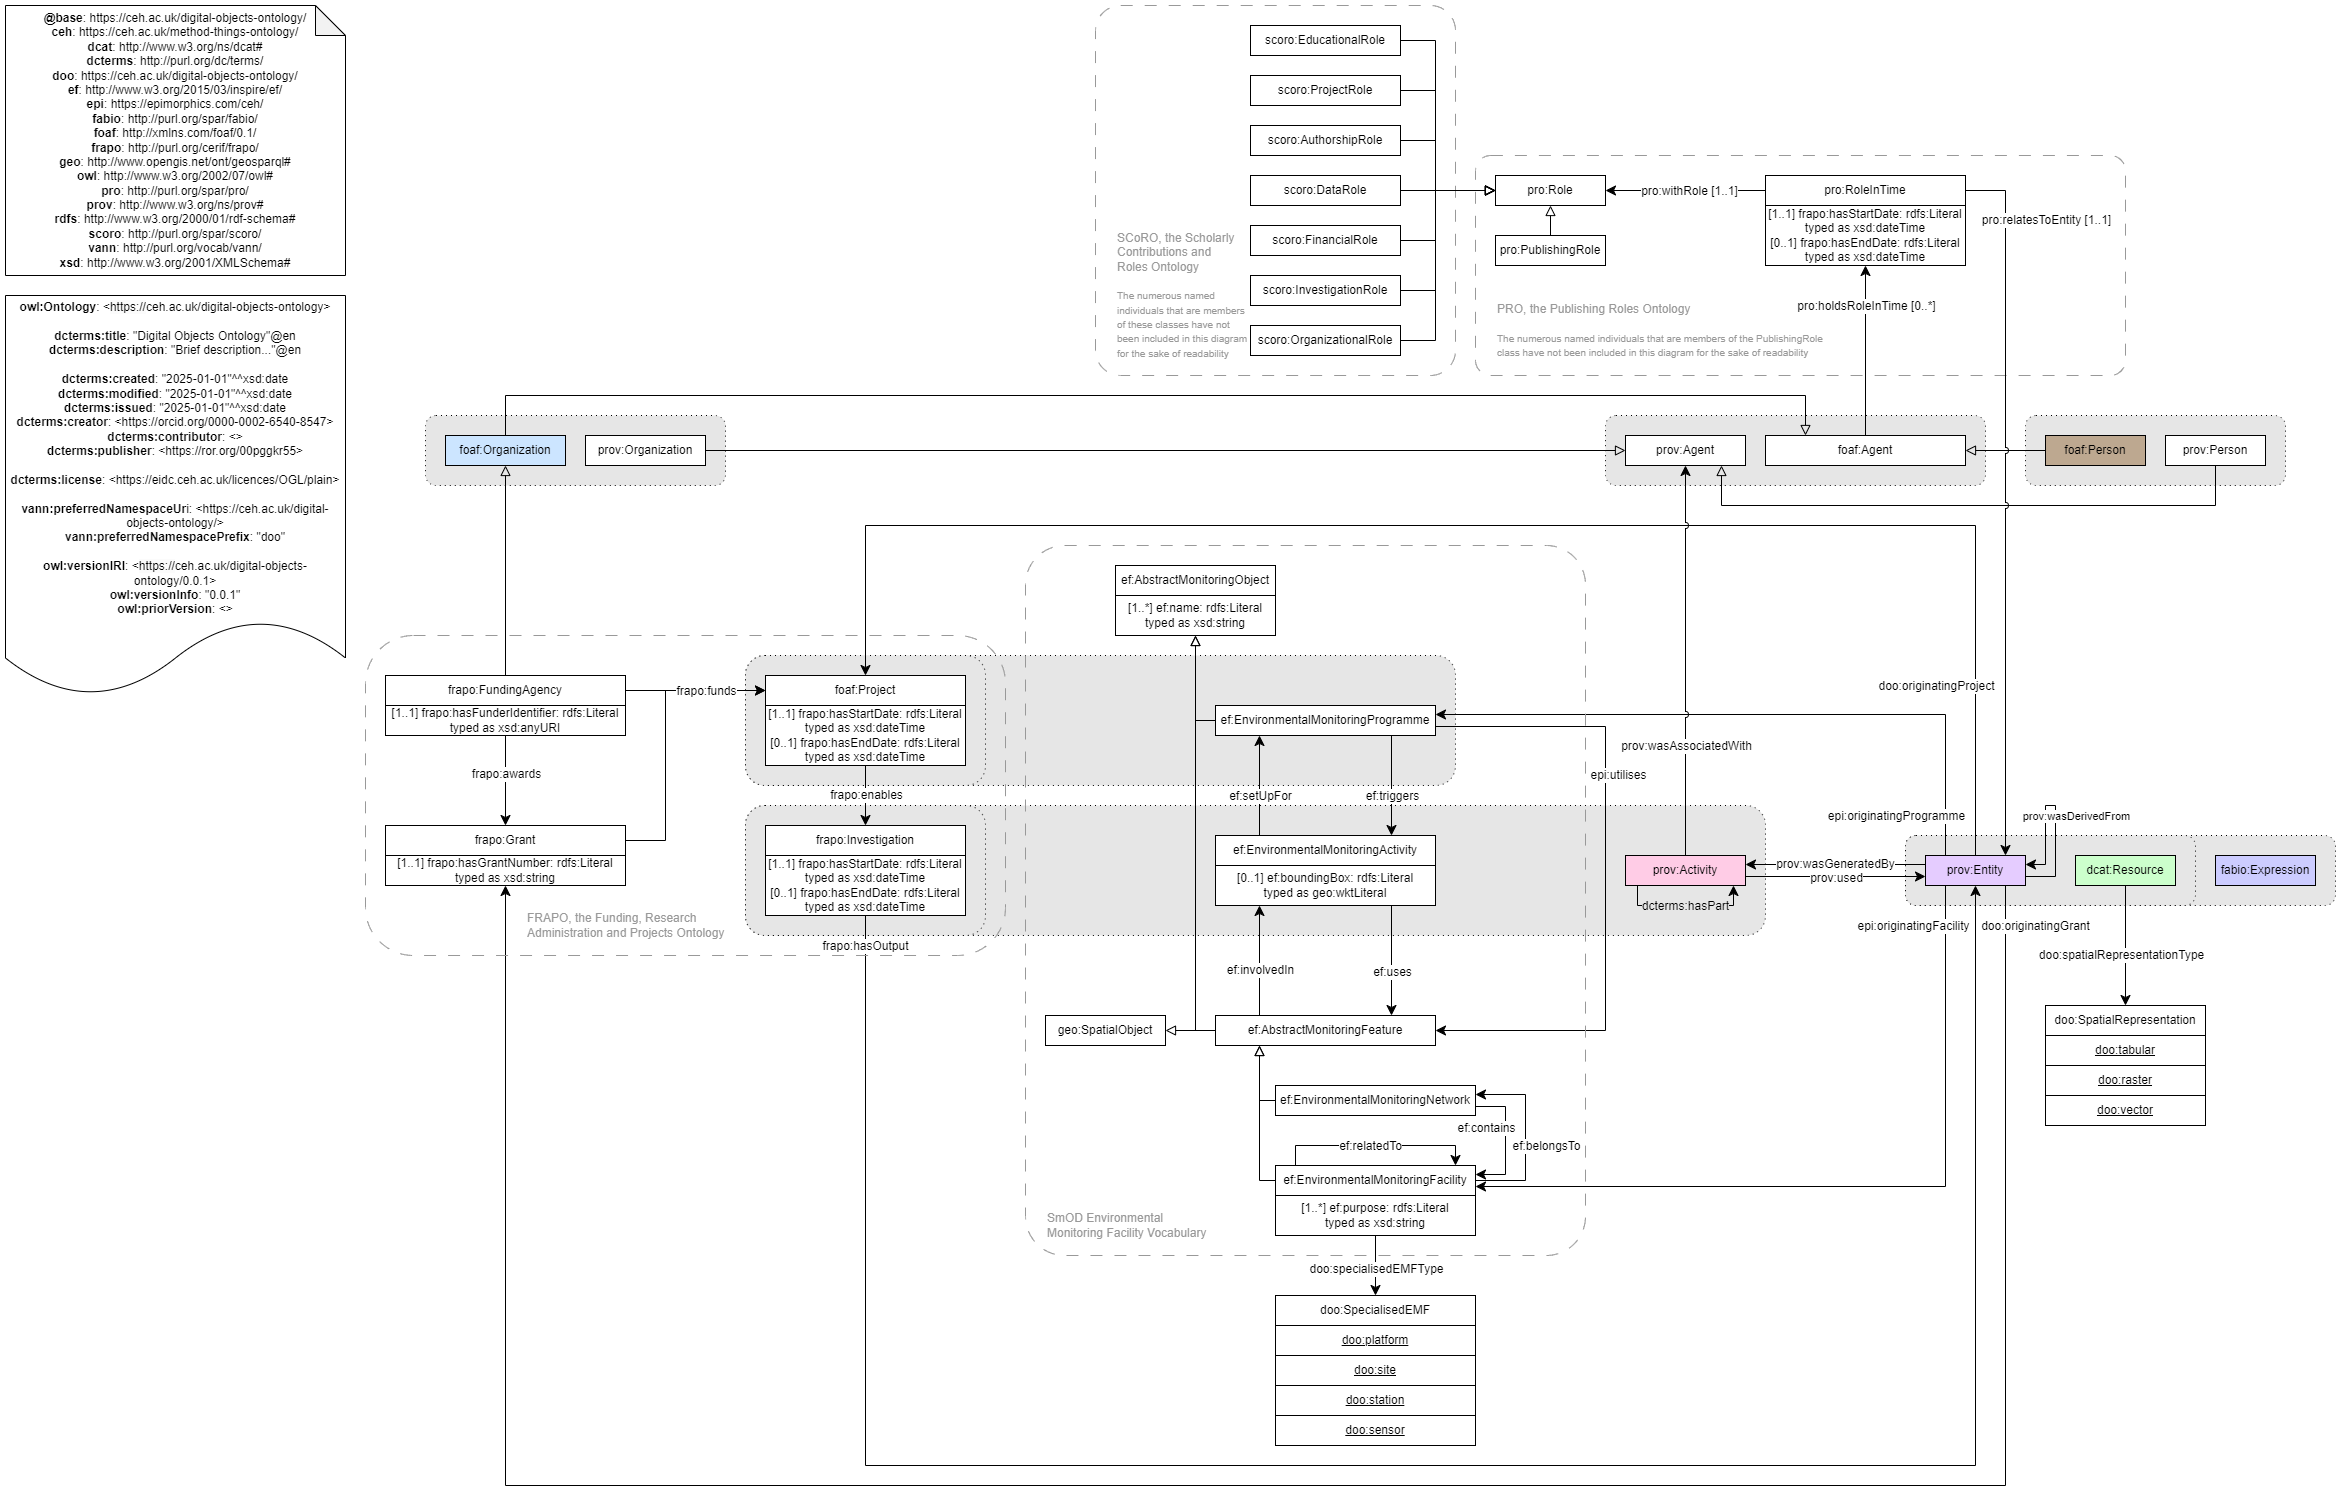 @base: https://ceh.ac.uk/digital-objects-ontology/
ceh: https://ceh.ac.uk/method-things-ontology/
dcat: http://www.w3.org/ns/dcat#
dcterms: http://purl.org/dc/terms/
doo: https://ceh.ac.uk/digital-objects-ontology/
ef: http://www.w3.org/2015/03/inspire/ef/
epi: https://epimorphics.com/ceh/
fabio: http://purl.org/spar/fabio/
foaf: http://xmlns.com/foaf/0.1/
frapo: http://purl.org/cerif/frapo/
geo: http://www.opengis.net/ont/geosparql#
owl: http://www.w3.org/2002/07/owl#
pro: http://purl.org/spar/pro/
prov: http://www.w3.org/ns/prov#
rdfs: http://www.w3.org/2000/01/rdf-schema#
scoro: http://purl.org/spar/scoro/
vann: http://purl.org/vocab/vann/
xsd: http://www.w3.org/2001/XMLSchema#
owl:Ontology: <https://ceh.ac.uk/digital-objects-ontology>
dcterms:title: "Digital Objects Ontology"@en
dcterms:description: "Brief description..."@en
dcterms:created: "2025-01-01"^^xsd:date
dcterms:modified: "2025-01-01"^^xsd:date
dcterms:issued: "2025-01-01"^^xsd:date
dcterms:creator: <https://orcid.org/0000-0002-6540-8547>
dcterms:contributor: <>
dcterms:publisher: <https://ror.org/00pggkr55>
dcterms:license: <https://eidc.ceh.ac.uk/licences/OGL/plain>
vann:preferredNamespaceUri: <https://ceh.ac.uk/digital-
objects-ontology/>
vann:preferredNamespacePrefix: "doo"
owl:versionIRI: <https://ceh.ac.uk/digital-objects-
ontology/0.0.1>
owl:versionInfo: "0.0.1"
owl:priorVersion: <>
scoro:EducationalRole
scoro:ProjectRole
scoro:AuthorshipRole
scoro:DataRole
scoro:FinancialRole
scoro:InvestigationRole
scoro:OrganizationalRole
SCoRO, the Scholarly
Contributions and
Roles Ontology
The numerous named
individuals that are members
of these classes have not
been included in this diagram
for the sake of readability
pro:Role
pro:withRole [1..1]
pro:RoleInTime
[1..1] frapo:hasStartDate: rdfs:Literal
typed as xsd:dateTime
[0..1] frapo:hasEndDate: rdfs:Literal
typed as xsd:dateTime
pro:relatesToEntity [1..1]
pro:PublishingRole
pro:holdsRoleInTime [0..*]
PRO, the Publishing Roles Ontology
The numerous named individuals that are members of the PublishingRole
class have not been included in this diagram for the sake of readability
foaf:Organization
prov:Organization
prov:Agent
foaf:Agent
foaf:Person
prov:Person
ef:AbstractMonitoringObject
[1..*] ef:name: rdfs:Literal
typed as xsd:string
frapo:FundingAgency
[1..1] frapo:hasFunderIdentifier: rdfs:Literal
typed as xsd:anyURI
frapo:funds
foaf:Project
[1..1] frapo:hasStartDate: rdfs:Literal
typed as xsd:dateTime
[0..1] frapo:hasEndDate: rdfs:Literal
typed as xsd:dateTime
ef:EnvironmentalMonitoringProgramme
doo:originatingProject
prov:wasAssociatedWith
epi:utilises
frapo:awards
frapo:enables
ef:setUpFor
ef:triggers
epi:originatingProgramme
prov:wasDerivedFrom
frapo:Grant
[1..1] frapo:hasGrantNumber: rdfs:Literal
typed as xsd:string
frapo:Investigation
[1..1] frapo:hasStartDate: rdfs:Literal
typed as xsd:dateTime
[0..1] frapo:hasEndDate: rdfs:Literal
typed as xsd:dateTime
ef:EnvironmentalMonitoringActivity
[0..1] ef:boundingBox: rdfs:Literal
typed as geo:wktLiteral
prov:Activity
dcterms:hasPart
prov:wasGeneratedBy
prov:used
prov:Entity
dcat:Resource
fabio:Expression
FRAPO, the Funding, Research
Administration and Projects Ontology
frapo:hasOutput
epi:originatingFacility
doo:originatingGrant
doo:spatialRepresentationType
ef:involvedIn
ef:uses
geo:SpatialObject
ef:AbstractMonitoringFeature
doo:SpatialRepresentation
doo:tabular
doo:raster
doo:vector
ef:EnvironmentalMonitoringNetwork
ef:contains
ef:belongsTo
ef:relatedTo
ef:EnvironmentalMonitoringFacility
[1..*] ef:purpose: rdfs:Literal
typed as xsd:string
SmOD Environmental
Monitoring Facility Vocabulary
doo:specialisedEMFType
doo:SpecialisedEMF
doo:platform
doo:site
doo:station
doo:sensor